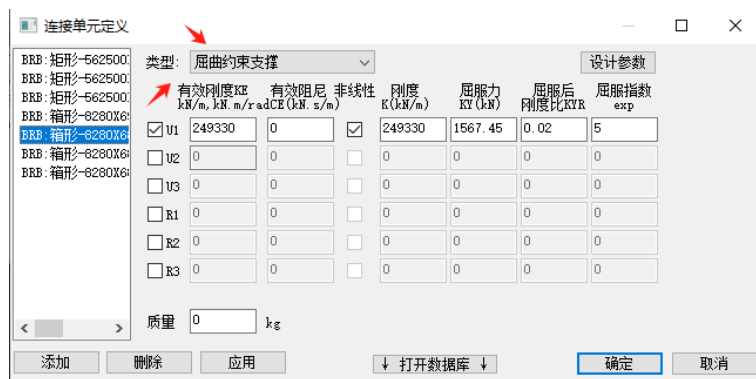 连接单元定义
BRB:矩形-562500
BRB:矩形-562500
BRB:矩形-562500
BRB:箱形-6280X6
BRB:箱形-6280X6
BRB:箱形-6280X6
BRB:箱形-6280X6
类型: 屈曲约束支撑 设计参数
有效刚度KE 有效阻尼 非线性 刚度 屈服力 屈服后 屈服指数
kN/m,kN.m/radCE(kN.s/m) K(kN/m) KY(kN) 刚度比KYR exp
U1 249330 0 249330 1567.45 0.02 5
U2 0 0 0 0 0 0
U3 0 0 0 0 0 0
R1 0 0 0 0 0 0
R2 0 0 0 0 0 0
R3 0 0 0 0 0 0
质量 0 kg
添加 删除 应用 ↓ 打开数据库 ↓ 确定 取消